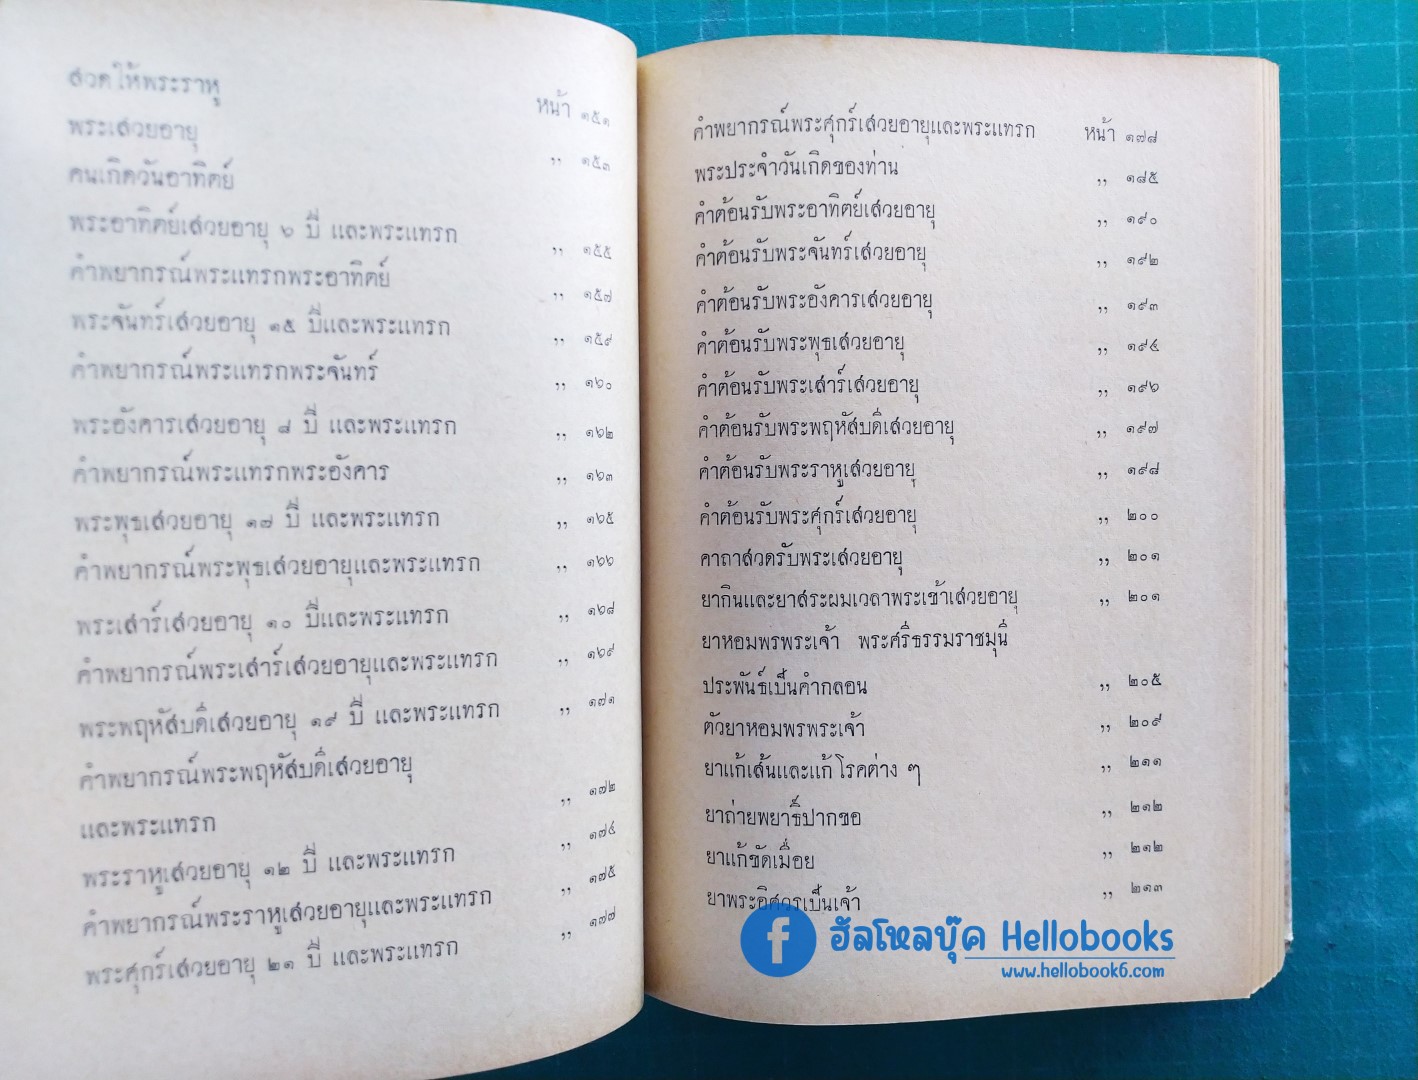 สวดให้พระราหู หน้า ๑๕๑
พระเสวยอายุ ,, ๑๕๓
คนเกิดวันอาทิตย์
พระอาทิตย์เสวยอายุ ๖ ปี และพระแทรก ,, ๑๕๕
คำพยากรณ์พระแทรกพระอาทิตย์ ,, ๑๕๗
พระจันทร์เสวยอายุ ๑๕ ปีและพระแทรก ,, ๑๕๙
คำพยากรณ์พระแทรกพระจันทร์ ,, ๑๖๐
พระอังคารเสวยอายุ ๘ ปี และพระแทรก ,, ๑๖๒
คำพยากรณ์พระแทรกพระอังคาร ,, ๑๖๓
พระพุธเสวยอายุ ๑๗ ปี และพระแทรก ,, ๑๖๕
คำพยากรณ์พระพุธเสวยอายุและพระแทรก ,, ๑๖๖
พระเสาร์เสวยอายุ ๑๐ ปีและพระแทรก ,, ๑๖๘
คำพยากรณ์พระเสาร์เสวยอายุและพระแทรก ,, ๑๖๙
พระพฤหัสบดีเสวยอายุ ๑๙ ปี และพระแทรก ,, ๑๗๑
คำพยากรณ์พระพฤหัสบดีเสวยอายุ
และพระแทรก ,, ๑๗๒
พระราหูเสวยอายุ ๑๒ ปี และพระแทรก ,, ๑๗๔
คำพยากรณ์พระราหูเสวยอายุและพระแทรก ,, ๑๗๕
พระศุกร์เสวยอายุ ๒๑ ปี และพระแทรก ,, ๑๗๗
คำพยากรณ์พระศุกร์เสวยอายุและพระแทรก หน้า ๑๗๘
พระประจำวันเกิดของท่าน ,, ๑๘๕
คำต้อนรับพระอาทิตย์เสวยอายุ ,, ๑๙๐
คำต้อนรับพระจันทร์เสวยอายุ ,, ๑๙๒
คำต้อนรับพระอังคารเสวยอายุ ,, ๑๙๓
คำต้อนรับพระพุธเสวยอายุ ,, ๑๙๔
คำต้อนรับพระเสาร์เสวยอายุ ,, ๑๙๖
คำต้อนรับพระพฤหัสบดีเสวยอายุ ,, ๑๙๗
คำต้อนรับพระราหูเสวยอายุ ,, ๑๙๘
คำต้อนรับพระศุกร์เสวยอายุ ,, ๒๐๐
คาถาสวดรับพระเสวยอายุ ,, ๒๐๑
ยากินและยาสระผมเวลาพระเข้าเสวยอายุ ,, ๒๐๑
ยาหอมพรพระเจ้า พระศรีธรรมราชมุนี
ประพันธ์เป็นคำกลอน ,, ๒๐๕
ตัวยาหอมพรพระเจ้า ,, ๒๐๙
ยาแก้เส้นและแก้โรคต่าง ๆ ,, ๒๑๑
ยาถ่ายพยาธิ์ปากขอ ,, ๒๑๒
ยาแก้ขัดเมื่อย ,, ๒๑๒
ยาพระอิศวรเป็นเจ้า ,, ๒๑๓
f ฮัลโหลบุ๊ค Hellobooks
www.hellobook6.com